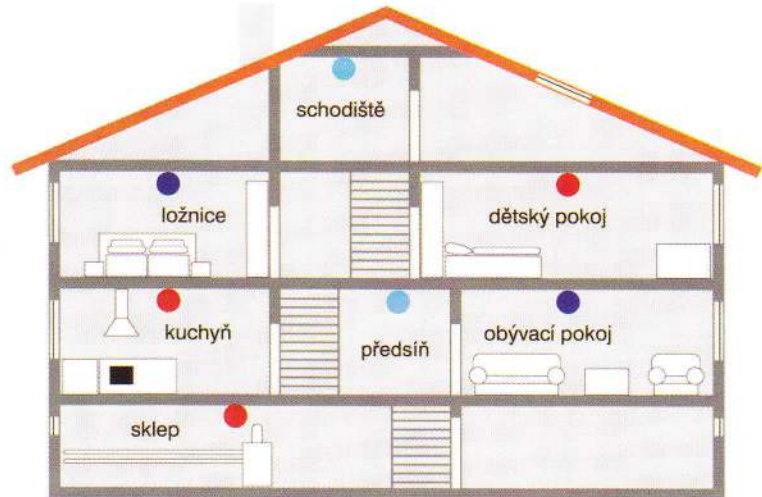 schodiště
ložnice
dětský pokoj
kuchyň
předsíň
obývací pokoj
sklep